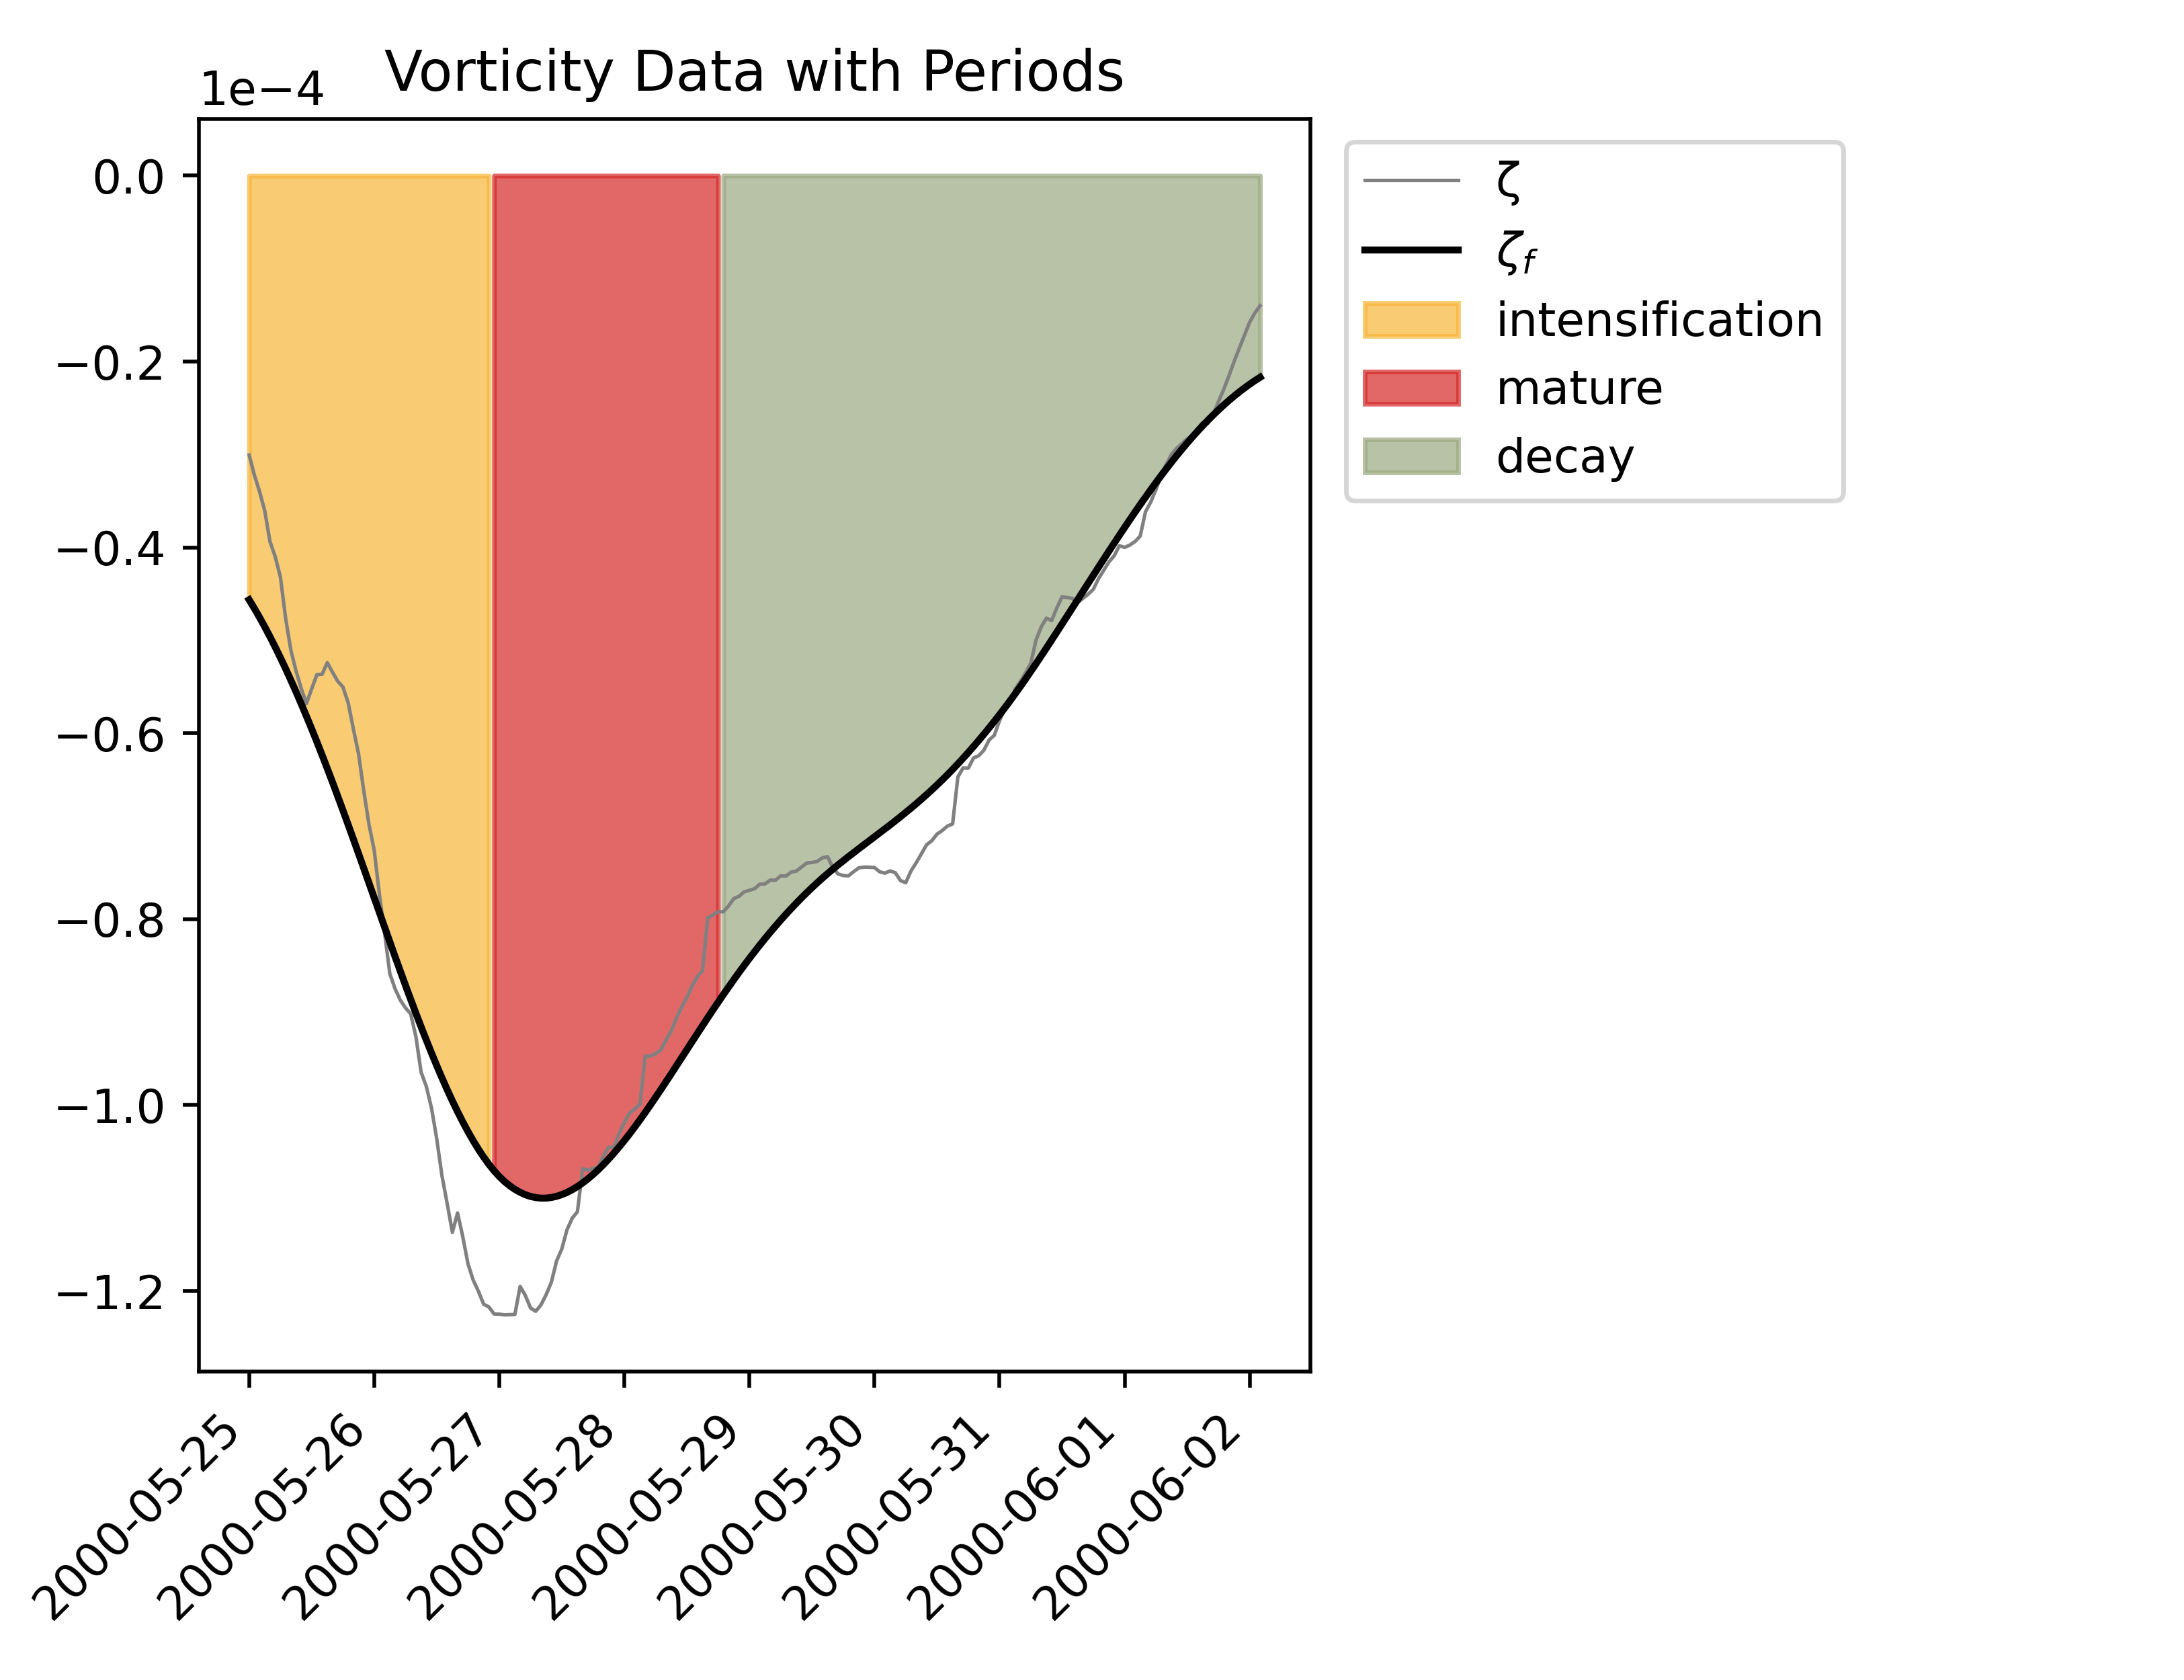 Vorticity Data with Periods
1e−4
0.0
−0.2
−0.4
−0.6
−0.8
−1.0
−1.2
2000-05-25
2000-05-26
2000-05-27
2000-05-28
2000-05-29
2000-05-30
2000-05-31
2000-06-01
2000-06-02
ζ
ζf
intensification
mature
decay